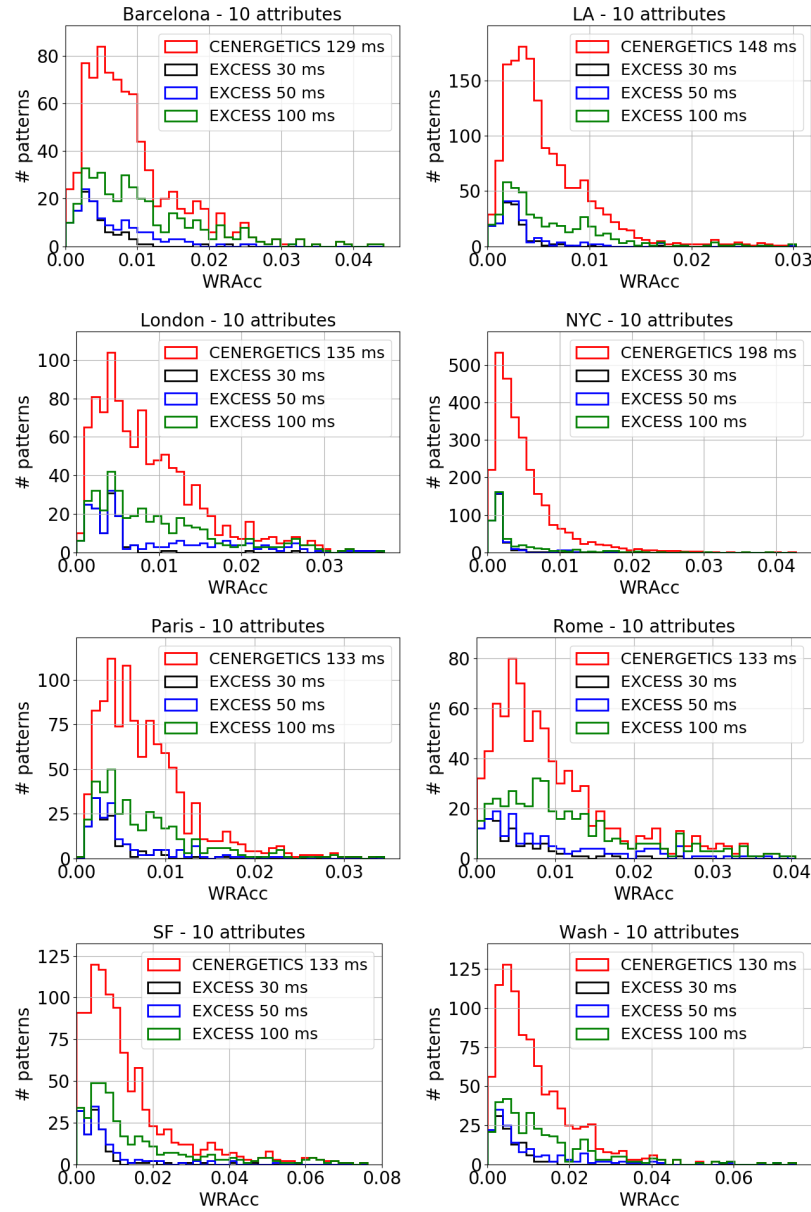 Barcelona - 10 attributes
# patterns
80
60
40
20
0
CENERGETICS 129 ms
EXCESS 30 ms
EXCESS 50 ms
EXCESS 100 ms
0.00 0.01 0.02 0.03 0.04
WRAcc
LA - 10 attributes
# patterns
150
100
50
0
CENERGETICS 148 ms
EXCESS 30 ms
EXCESS 50 ms
EXCESS 100 ms
0.00 0.01 0.02 0.03
WRAcc
London - 10 attributes
# patterns
100
80
60
40
20
0
CENERGETICS 135 ms
EXCESS 30 ms
EXCESS 50 ms
EXCESS 100 ms
0.00 0.01 0.02 0.03
WRAcc
NYC - 10 attributes
# patterns
500
400
300
200
100
0
CENERGETICS 198 ms
EXCESS 30 ms
EXCESS 50 ms
EXCESS 100 ms
0.00 0.01 0.02 0.03 0.04
WRAcc
Paris - 10 attributes
# patterns
100
75
50
25
0
CENERGETICS 133 ms
EXCESS 30 ms
EXCESS 50 ms
EXCESS 100 ms
0.00 0.01 0.02 0.03
WRAcc
Rome - 10 attributes
# patterns
80
60
40
20
0
CENERGETICS 133 ms
EXCESS 30 ms
EXCESS 50 ms
EXCESS 100 ms
0.00 0.01 0.02 0.03 0.04
WRAcc
SF - 10 attributes
# patterns
125
100
75
50
25
0
CENERGETICS 133 ms
EXCESS 30 ms
EXCESS 50 ms
EXCESS 100 ms
0.00 0.02 0.04 0.06 0.08
WRAcc
Wash - 10 attributes
# patterns
125
100
75
50
25
0
CENERGETICS 130 ms
EXCESS 30 ms
EXCESS 50 ms
EXCESS 100 ms
0.00 0.02 0.04 0.06
WRAcc